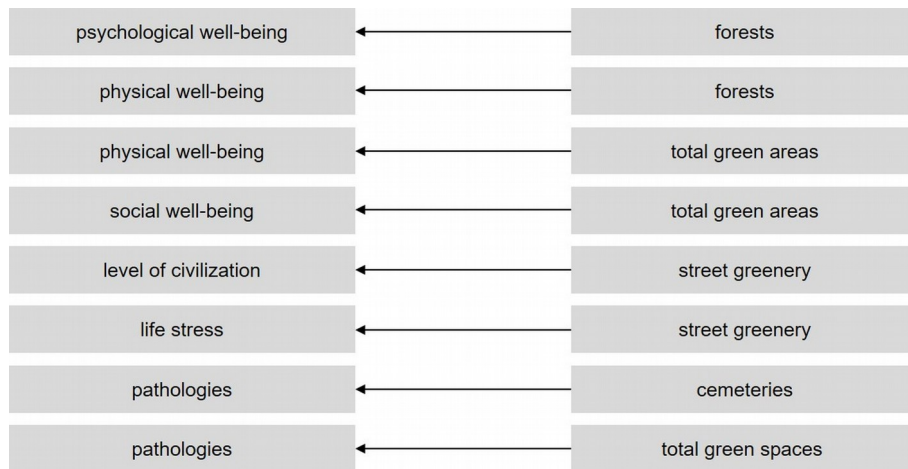 psychological well-being forests
physical well-being forests
physical well-being total green areas
social well-being total green areas
level of civilization street greenery
life stress street greenery
pathologies cemeteries
pathologies total green spaces